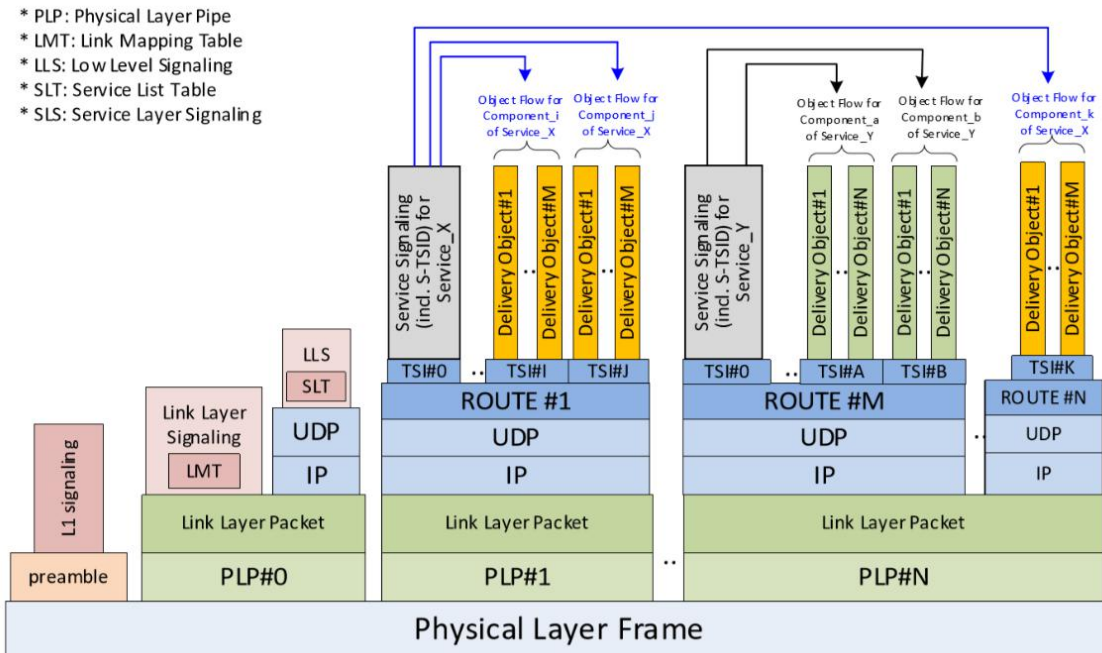 * PLP: Physical Layer Pipe
* LMT: Link Mapping Table
* LLS: Low Level Signaling
* SLT: Service List Table
* SLS: Service Layer Signaling
Object Flow for
Component_i
of Service_X
Object Flow for
Component_j
of Service_X
Object Flow for
Component_a
of Service_Y
Object Flow for
Component_b
of Service_Y
Object Flow for
Component_k
of Service_X
Service Signaling
(incl. S-TSID) for
Service_X
Delivery Object#1
..
Delivery Object#M
Delivery Object#1
..
Delivery Object#M
..
Service Signaling
(incl. S-TSID) for
Service_Y
Delivery Object#1
..
Delivery Object#N
Delivery Object#1
..
Delivery Object#N
Delivery Object#1
..
Delivery Object#M
TSI#0
..
TSI#I
TSI#J
TSI#0
..
TSI#A
TSI#B
TSI#K
LLS
SLT
ROUTE #1
ROUTE #M
ROUTE #N
Link Layer
Signaling
LMT
UDP
UDP
UDP
..
UDP
IP
IP
IP
IP
L1 signaling
Link Layer Packet
Link Layer Packet
Link Layer Packet
preamble
PLP#0
PLP#1
..
PLP#N
Physical Layer Frame